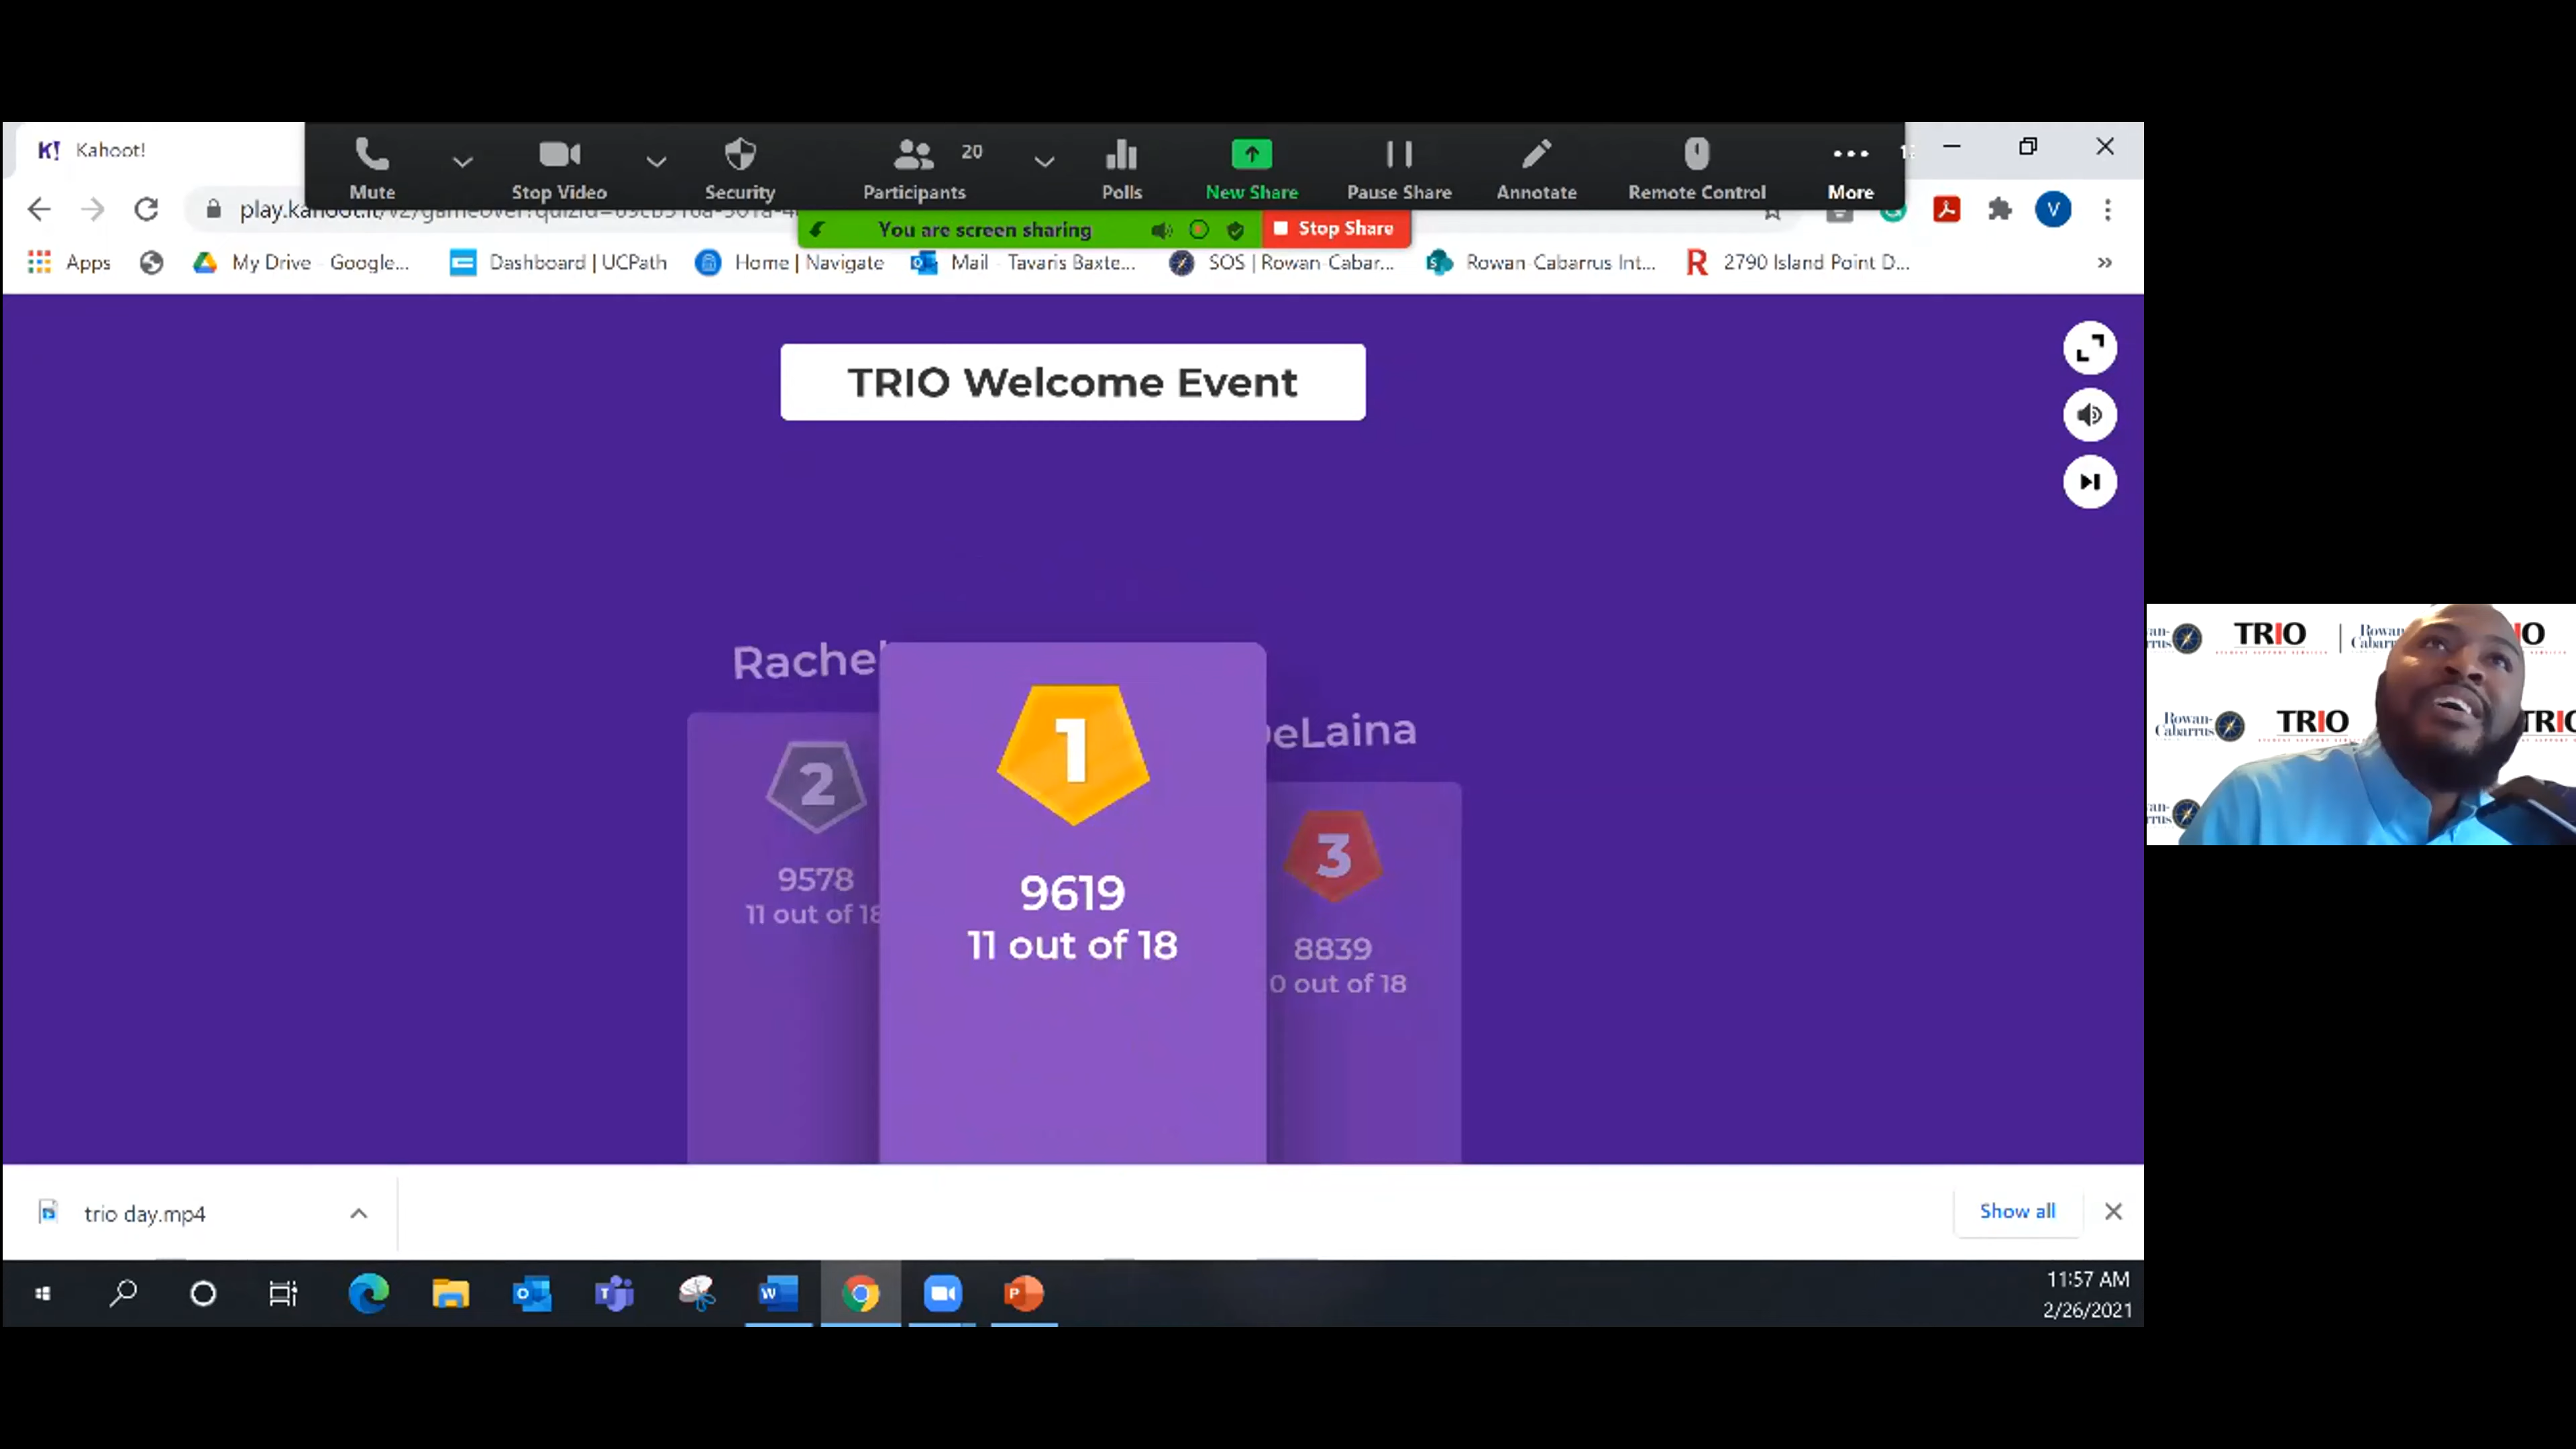 Kahoot!
Mute
Stop Video
Security
Participants
20
Polls
New Share
Pause Share
Annotate
Remote Control
More
You are screen sharing
Stop Share
V
Apps
My Drive - Google...
Dashboard | UCPath
Home | Navigate
Mail - Tavaris Baxte...
SOS | Rowan-Cabar...
Rowan-Cabarrus Int...
2790 Island Point D...
TRIO Welcome Event
Rachel
eLaina
1
2
3
9619
11 out of 18
9578
11 out of 18
8839
0 out of 18
TRIO
Rowan-
Cabarrus
TRIO
trio day.mp4
Show all
11:57 AM
2/26/2021